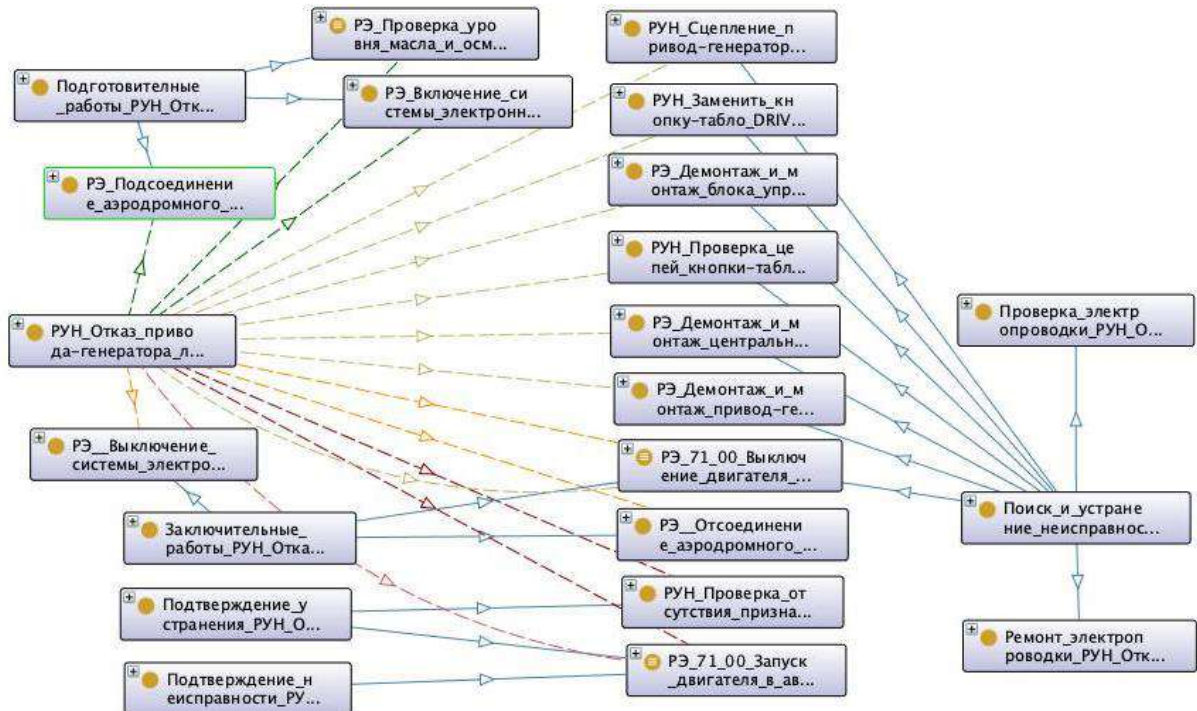 РЭ_Проверка_уро
вня_масла_и_осм...
Подготовительные
_работы_РУН_Отк...
РЭ_Включение_си
стемы_электронн...
РЭ_Подсоединени
е_аэродромного_...
РУН_Отказ_приво
да-генератора_л...
РЭ__Выключение_
системы_электро...
Заключительные_
работы_РУН_Отка...
Подтверждение_у
странения_РУН_О...
Подтверждение_н
еисправности_РУ...
РУН_Сцепление_п
ривод-генератор...
РУН_Заменить_кн
опку-табло_DRIV...
РЭ_Демонтаж_и_м
онтаж_блока_упр...
РУН_Проверка_це
пей_кнопки-табл...
РЭ_Демонтаж_и_м
онтаж_центральн...
РЭ_Демонтаж_и_м
онтаж_привод-ге...
РЭ_71_00_Выключ
ение_двигателя_...
РЭ__Отсоединени
е_аэродромного_...
РУН_Проверка_от
сутствия_призна...
РЭ_71_00_Запуск
_двигателя_в_ав...
Проверка_электр
опроводки_РУН_О...
Поиск_и_устране
ние_неисправнос...
Ремонт_электроп
роводки_РУН_Отк...